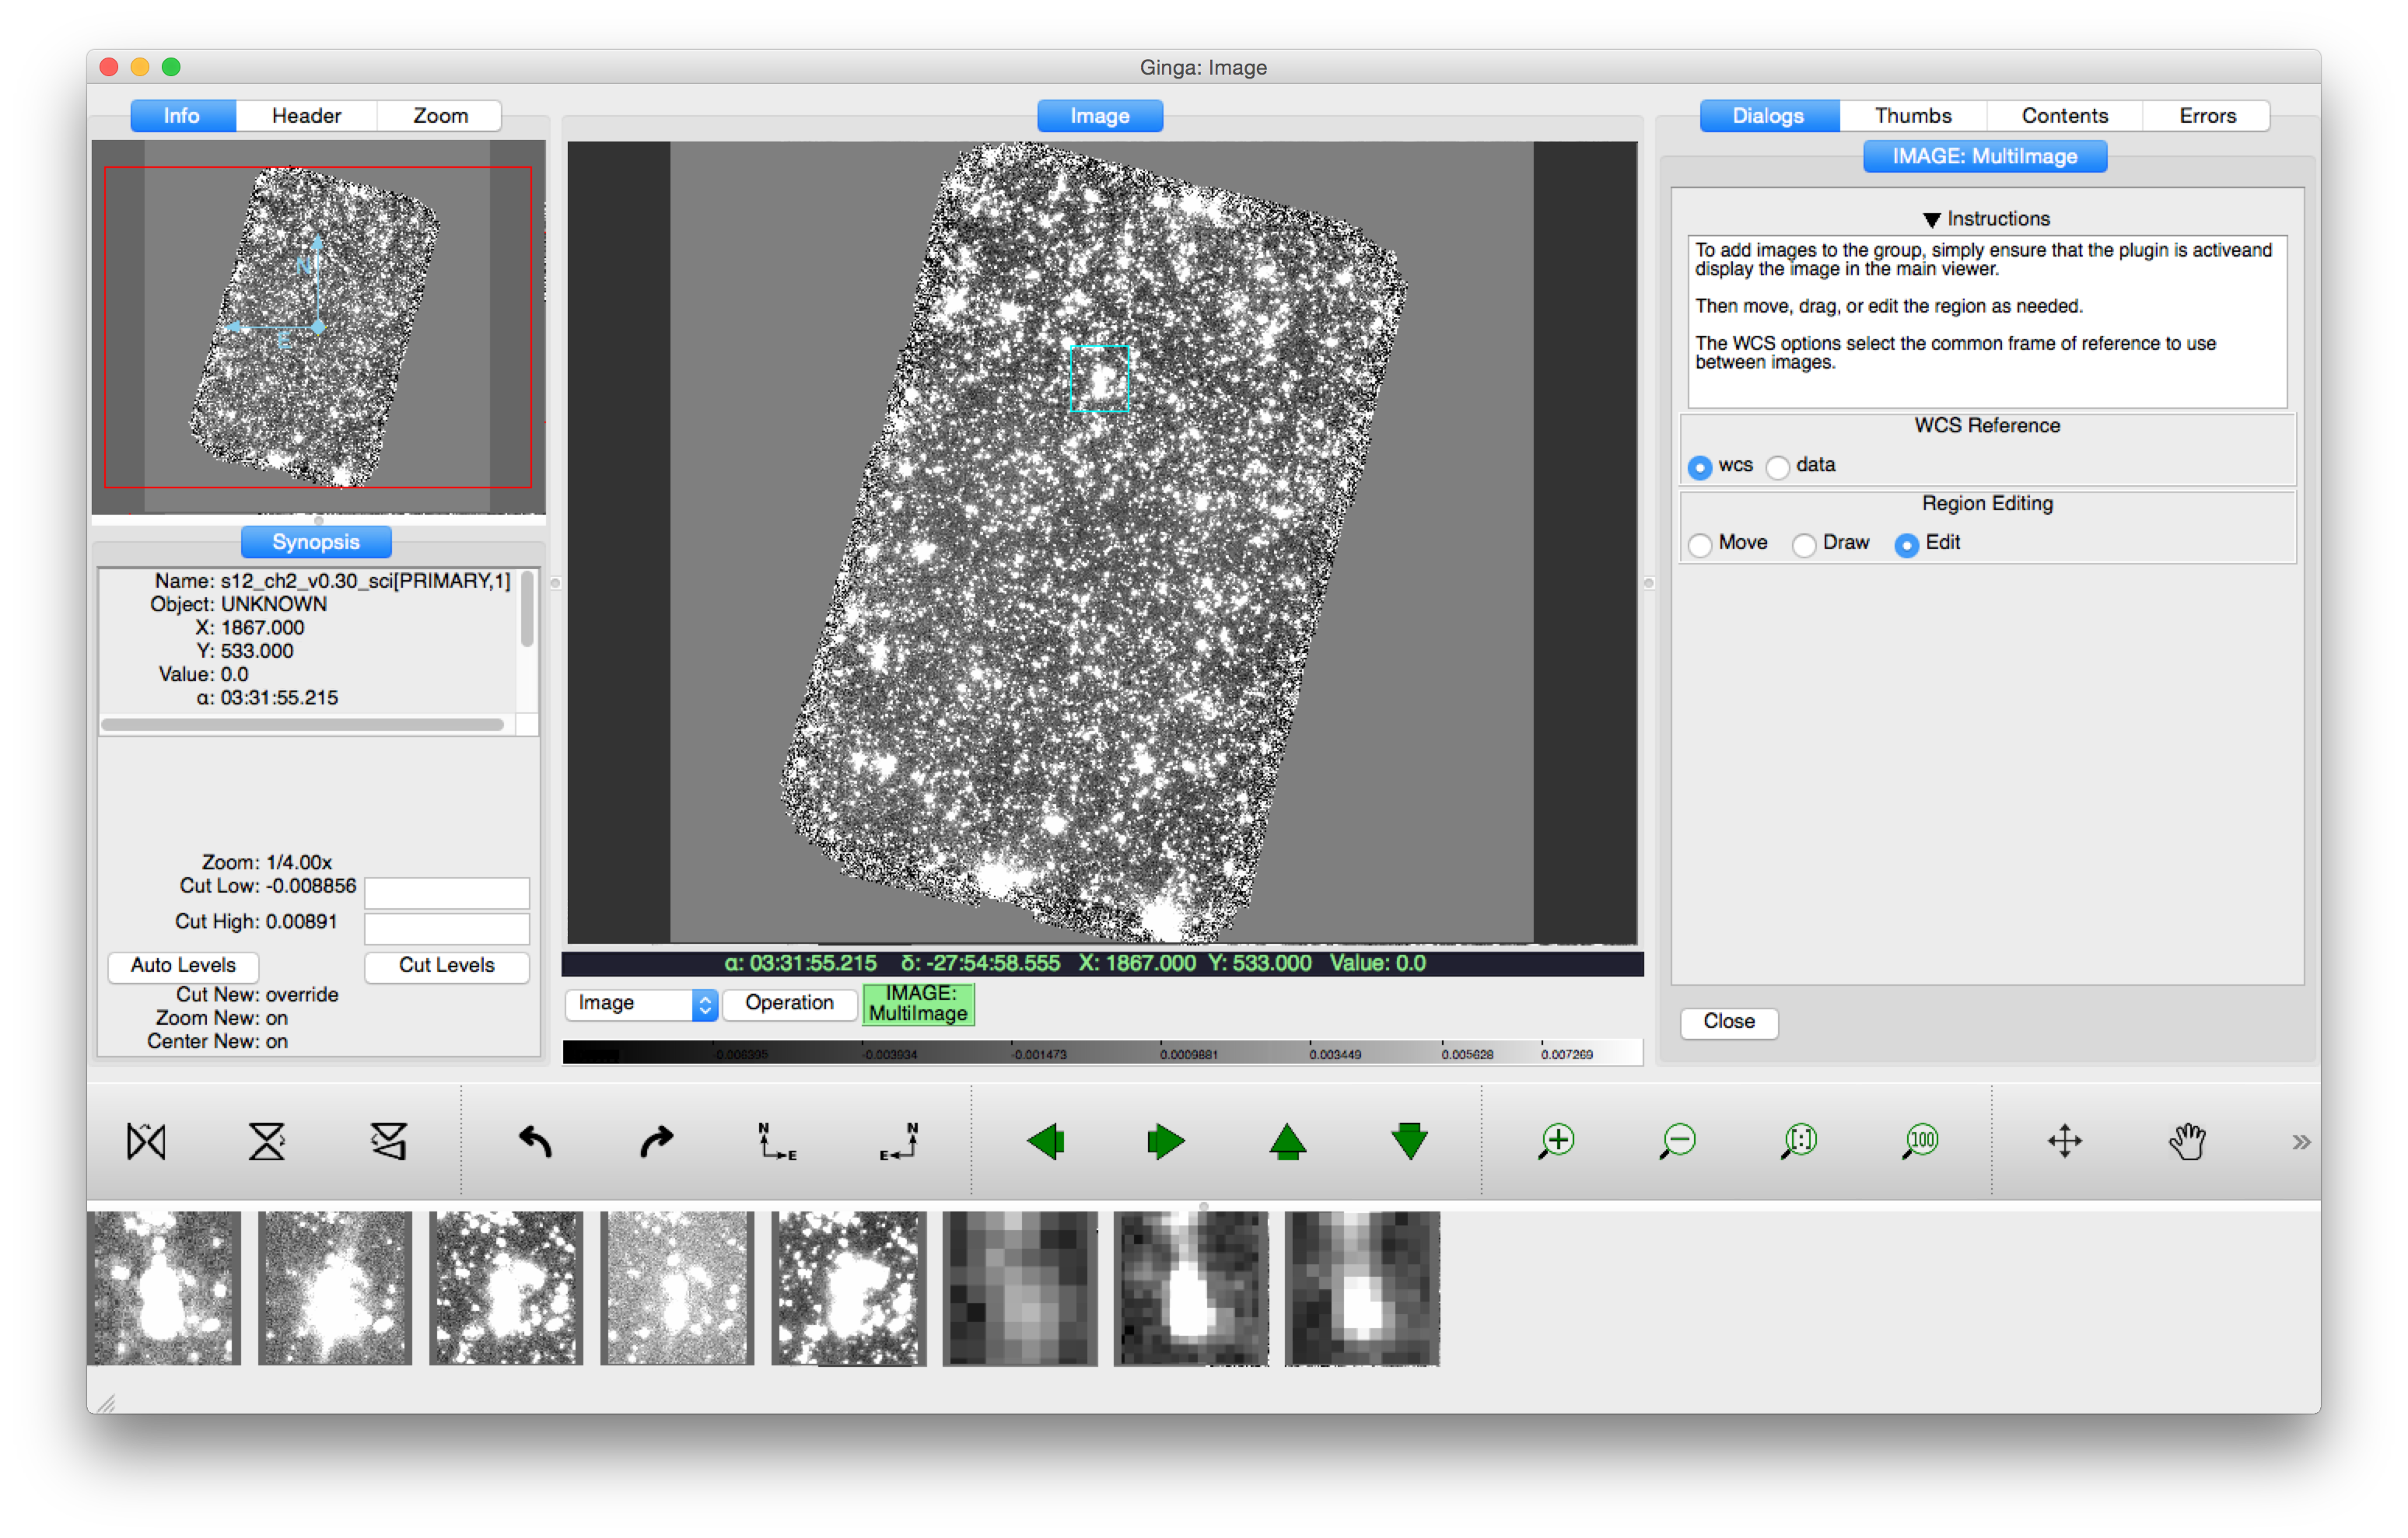 Ginga: Image
Info Header Zoom
Image
Dialogs Thumbs Contents Errors
IMAGE: MultiImage
N
E
Instructions
To add images to the group, simply ensure that the plugin is activeand
display the image in the main viewer.
Then move, drag, or edit the region as needed.
The WCS options select the common frame of reference to use
between images.
WCS Reference
wcs data
Region Editing
Move Draw Edit
Close
Synopsis
Name: s12_ch2_v0.30_sci[PRIMARY,1]
Object: UNKNOWN
X: 1867.000
Y: 533.000
Value: 0.0
α: 03:31:55.215
Zoom: 1/4.00x
Cut Low: -0.008856
Cut High: 0.00891
Auto Levels Cut Levels
Cut New: override
Zoom New: on
Center New: on
α: 03:31:55.215 δ: -27:54:58.555 X: 1867.000 Y: 533.000 Value: 0.0
Image Operation IMAGE:
MultiImage
-0.006395 -0.003934 -0.001473 0.0009881 0.003449 0.005628 0.007269
N
E
N
E
100